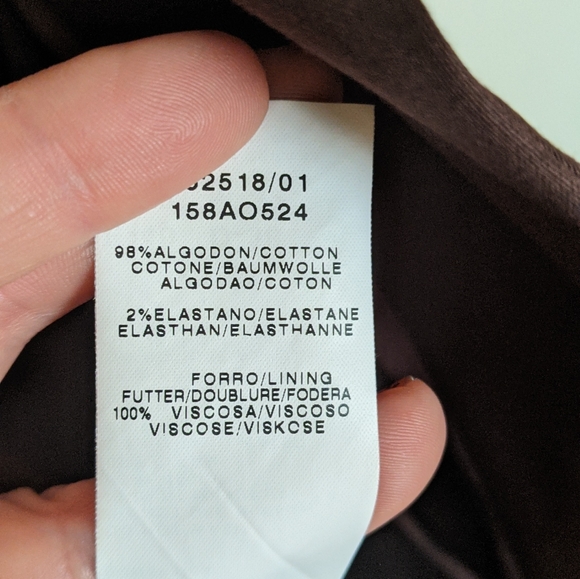 2518/01
158AO524
98%ALGODON/COTTON
COTONE/BAUMWOLLE
ALGODAO/COTON
2%ELASTANO/ELASTANE
ELASTHAN/ELASTHANNE
FORRO/LINING
FUTTER/DOUBLURE/FODERA
100% VISCOSA/VISCOSO
VISCOSE/VISKOSE